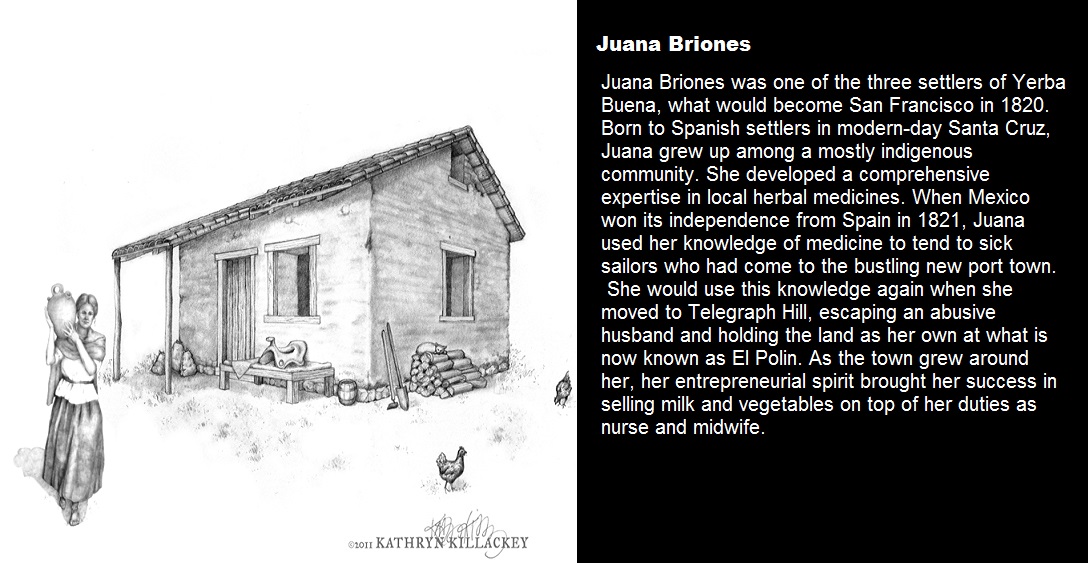 Juana Briones
Juana Briones was one of the three settlers of Yerba
Buena, what would become San Francisco in 1820.
Born to Spanish settlers in modern-day Santa Cruz,
Juana grew up among a mostly indigenous
community. She developed a comprehensive
expertise in local herbal medicines. When Mexico
won its independence from Spain in 1821, Juana
used her knowledge of medicine to tend to sick
sailors who had come to the bustling new port town.
She would use this knowledge again when she
moved to Telegraph Hill, escaping an abusive
husband and holding the land as her own at what is
now known as El Polin. As the town grew around
her, her entrepreneurial spirit brought her success in
selling milk and vegetables on top of her duties as
nurse and midwife.
©2011 KATHRYN KILLACKEY